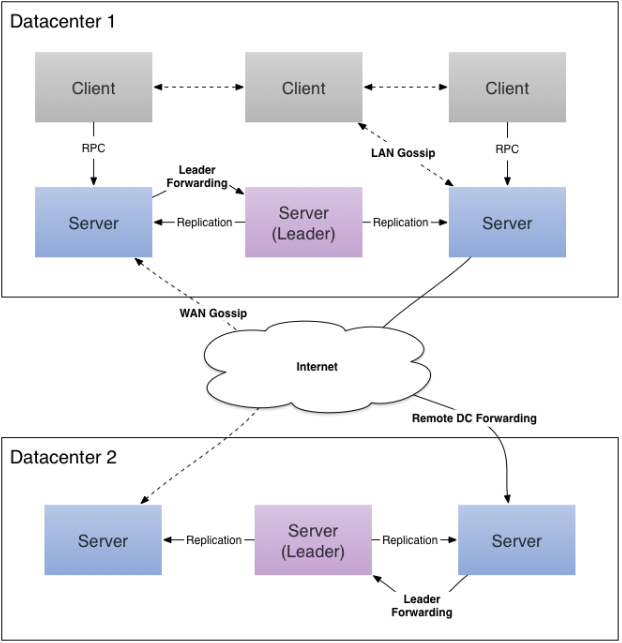 Datacenter 1
Client
Client
Client
RPC
LAN Gossip
RPC
Leader
Forwarding
Server
Replication
Server
(Leader)
Replication
Server
WAN Gossip
Internet
Remote DC Forwarding
Datacenter 2
Server
Replication
Server
(Leader)
Replication
Server
Leader
Forwarding